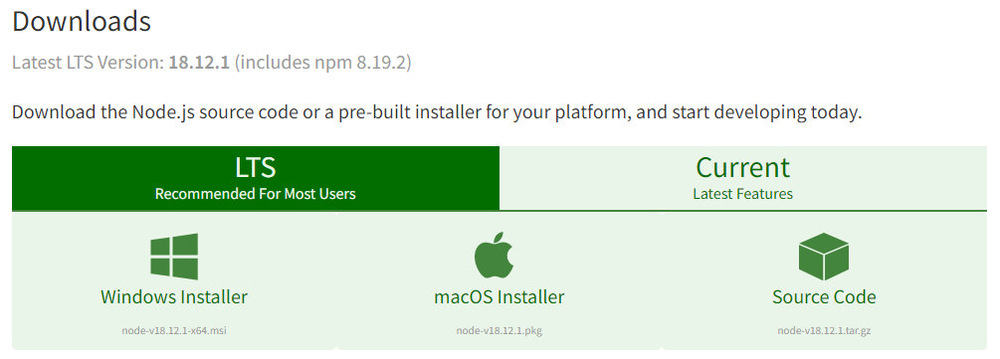 Downloads
Latest LTS Version: 18.12.1 (includes npm 8.19.2)
Download the Node.js source code or a pre-built installer for your platform, and start developing today.
LTS
Recommended For Most Users
Current
Latest Features
Windows Installer
node-v18.12.1-x64.msi
macOS Installer
node-v18.12.1.pkg
Source Code
node-v18.12.1.tar.gz